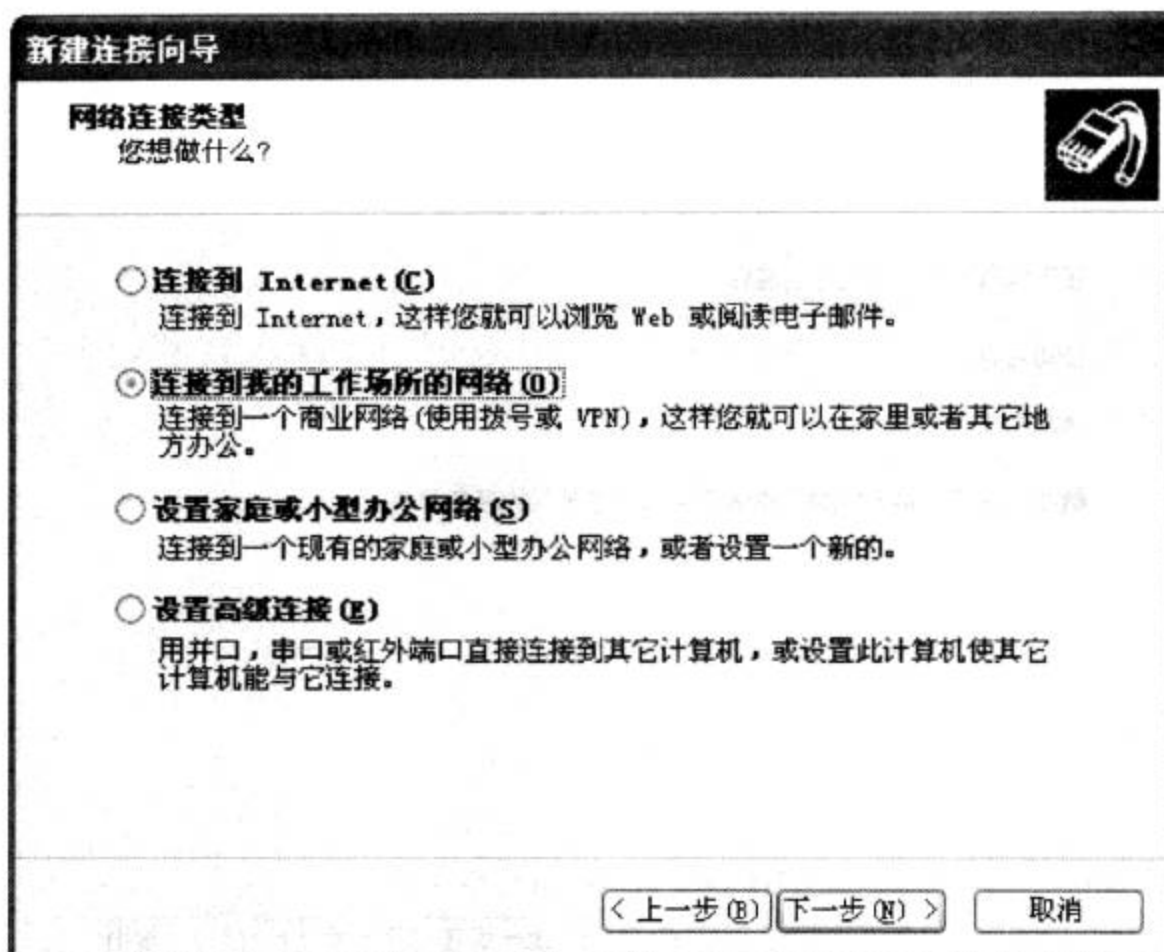 新建连接向导
网络连接类型
您想做什么?
连接到 Internet(C)
连接到 Internet,这样您就可以浏览 Web 或阅读电子邮件。
连接到我的工作场所的网络(O)
连接到一个商业网络(使用拨号或 VPN),这样您就可以在家里或者其它地
方办公。
设置家庭或小型办公网络(S)
连接到一个现有的家庭或小型办公网络,或者设置一个新的。
设置高级连接(E)
用并口,串口或红外端口直接连接到其它计算机,或设置此计算机使其它
计算机能与它连接。
< 上一步(B) 下一步(N) > 取消